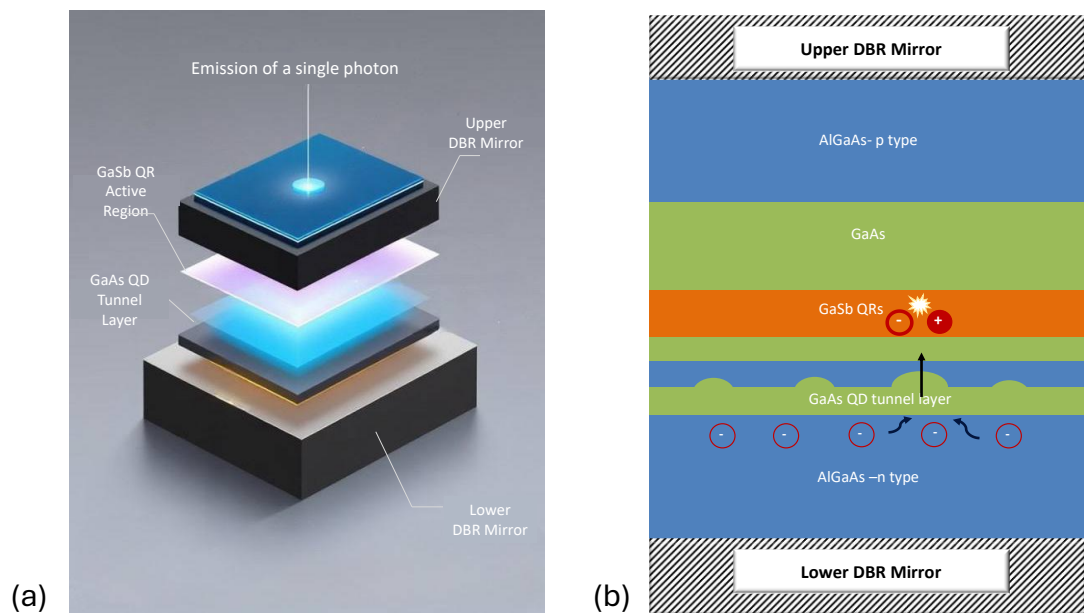 Emission of a single photon
Upper
DBR Mirror
GaSb QR
Active
Region
GaAs QD
Tunnel
Layer
Lower
DBR Mirror
(a)
Upper DBR Mirror
AlGaAs- p type
GaAs
GaSb QRs
-
+
GaAs QD tunnel layer
- - - - -
AlGaAs –n type
Lower DBR Mirror
(b)